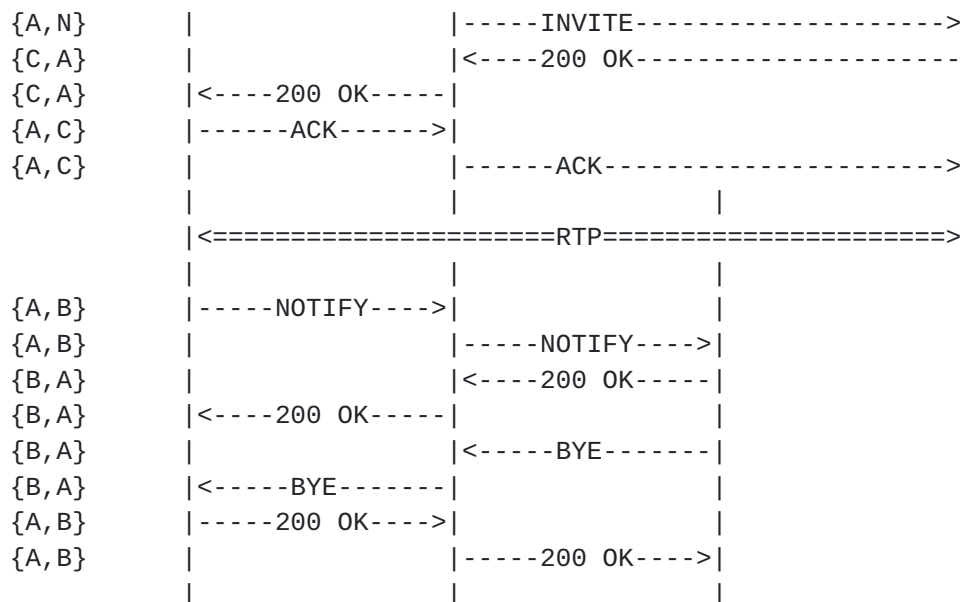 {A,N}      |                |-----INVITE-------------------->
{C,A}      |                |<----200 OK---------------------
{C,A}      |<----200 OK-----|
{A,C}      |------ACK------>|
{A,C}      |                |------ACK---------------------->
           |                |                |
           |<======================RTP======================>
           |                |                |
{A,B}      |-----NOTIFY---->|                |
{A,B}      |                |-----NOTIFY---->|
{B,A}      |                |<----200 OK-----|
{B,A}      |<----200 OK-----|                |
{B,A}      |                |<-----BYE-------|
{B,A}      |<-----BYE-------|                |
{A,B}      |-----200 OK---->|                |
{A,B}      |                |-----200 OK---->|
           |                |                |